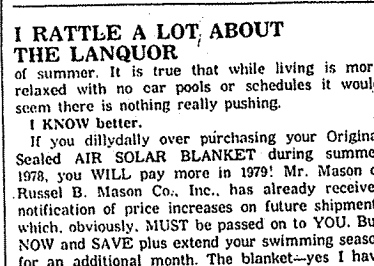 I RATTLE A LOT, ABOUT
THE LANQUOR
of summer. It is true that while living is mor
relaxed with no car pools or schedules it woul
seem there is nothing really pushing.
I KNOW better.
If you dillydally over purchasing your Origina
Sealed AIR SOLAR BLANKET during summe
1978, you WILL pay more in 1979! Mr. Mason o
Russel B. Mason Co., Inc., has already receive
notification of price increases on future shipment
which, obviously, MUST be passed on to YOU. Bu
NOW and SAVE plus extend your swimming seaso
for an additional month. The blanket—yes I hav